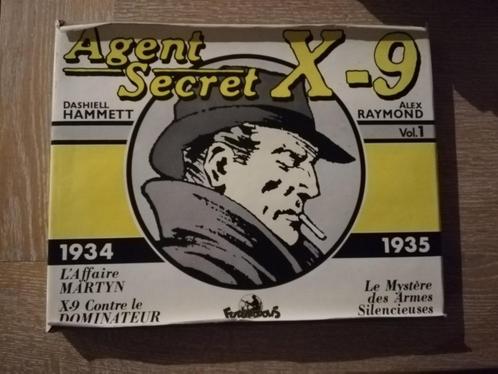 Agent
Secret X-9
DASHIELL
HAMMETT
ALEX
RAYMOND
Vol.1
1934
1935
L'Affaire
MARTYN
X-9 Contre le
DOMINATEUR
Le Mystère
des Armes
Silencieuses
FUTUROPOLIS